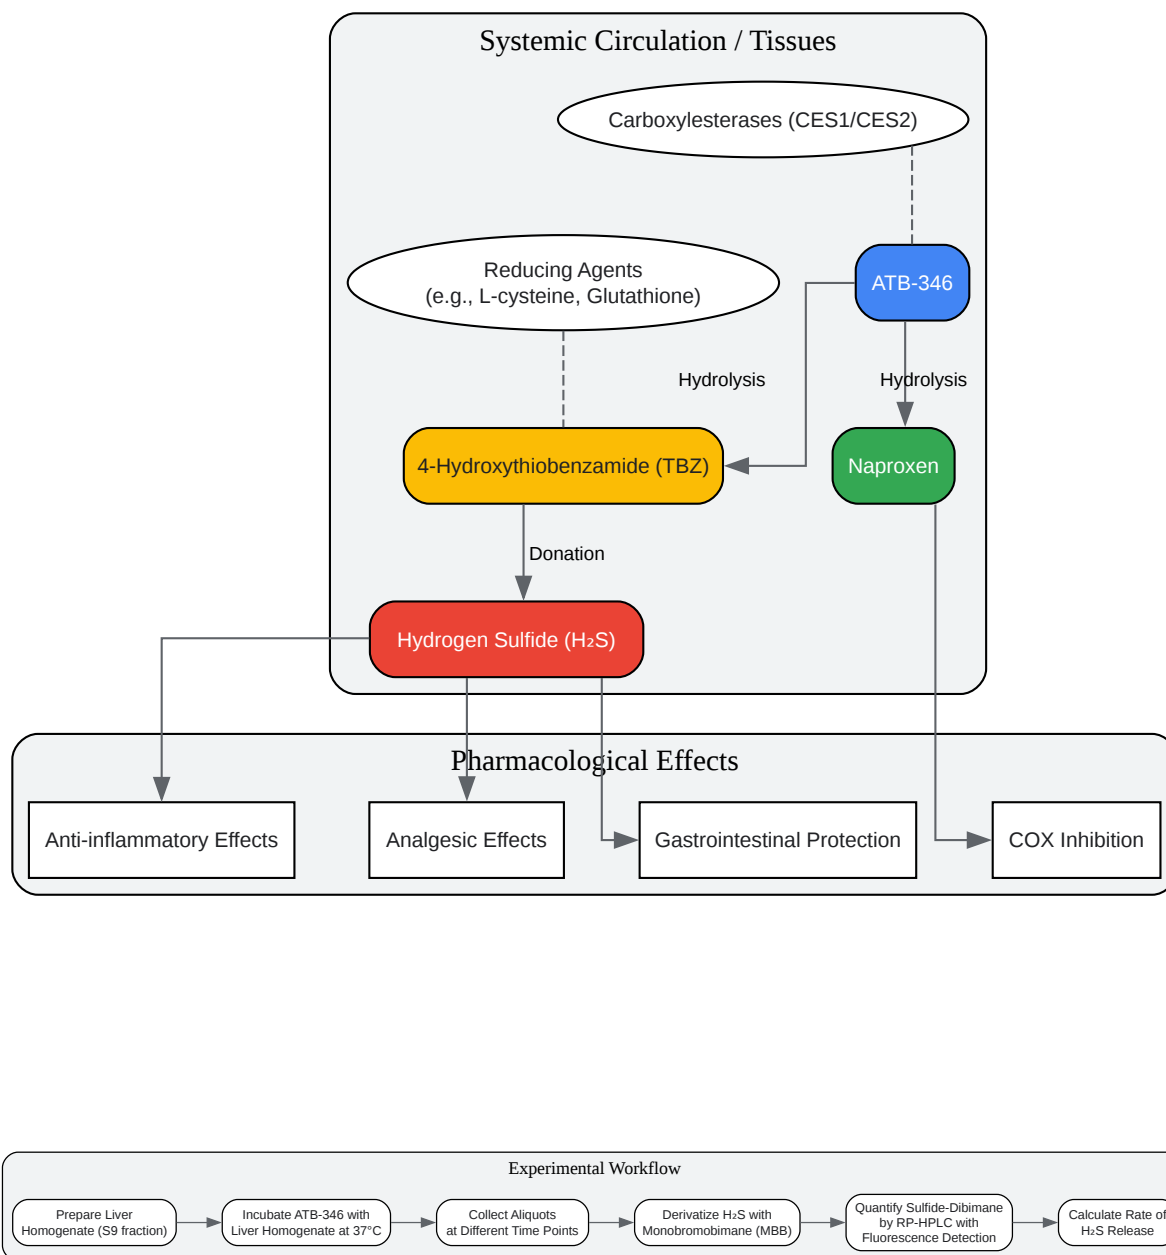 Systemic Circulation / Tissues
Carboxylesterases (CES1/CES2)
Reducing Agents
(e.g., L-cysteine, Glutathione)
ATB-346
Hydrolysis
Hydrolysis
4-Hydroxythiobenzamide (TBZ)
Naproxen
Donation
Hydrogen Sulfide (H₂S)
Pharmacological Effects
Anti-inflammatory Effects
Analgesic Effects
Gastrointestinal Protection
COX Inhibition
Experimental Workflow
Prepare Liver
Homogenate (S9 fraction)
Incubate ATB-346 with
Liver Homogenate at 37°C
Collect Aliquots
at Different Time Points
Derivatize H₂S with
Monobromobimane (MBB)
Quantify Sulfide-Dibimane
by RP-HPLC with
Fluorescence Detection
Calculate Rate of
H₂S Release